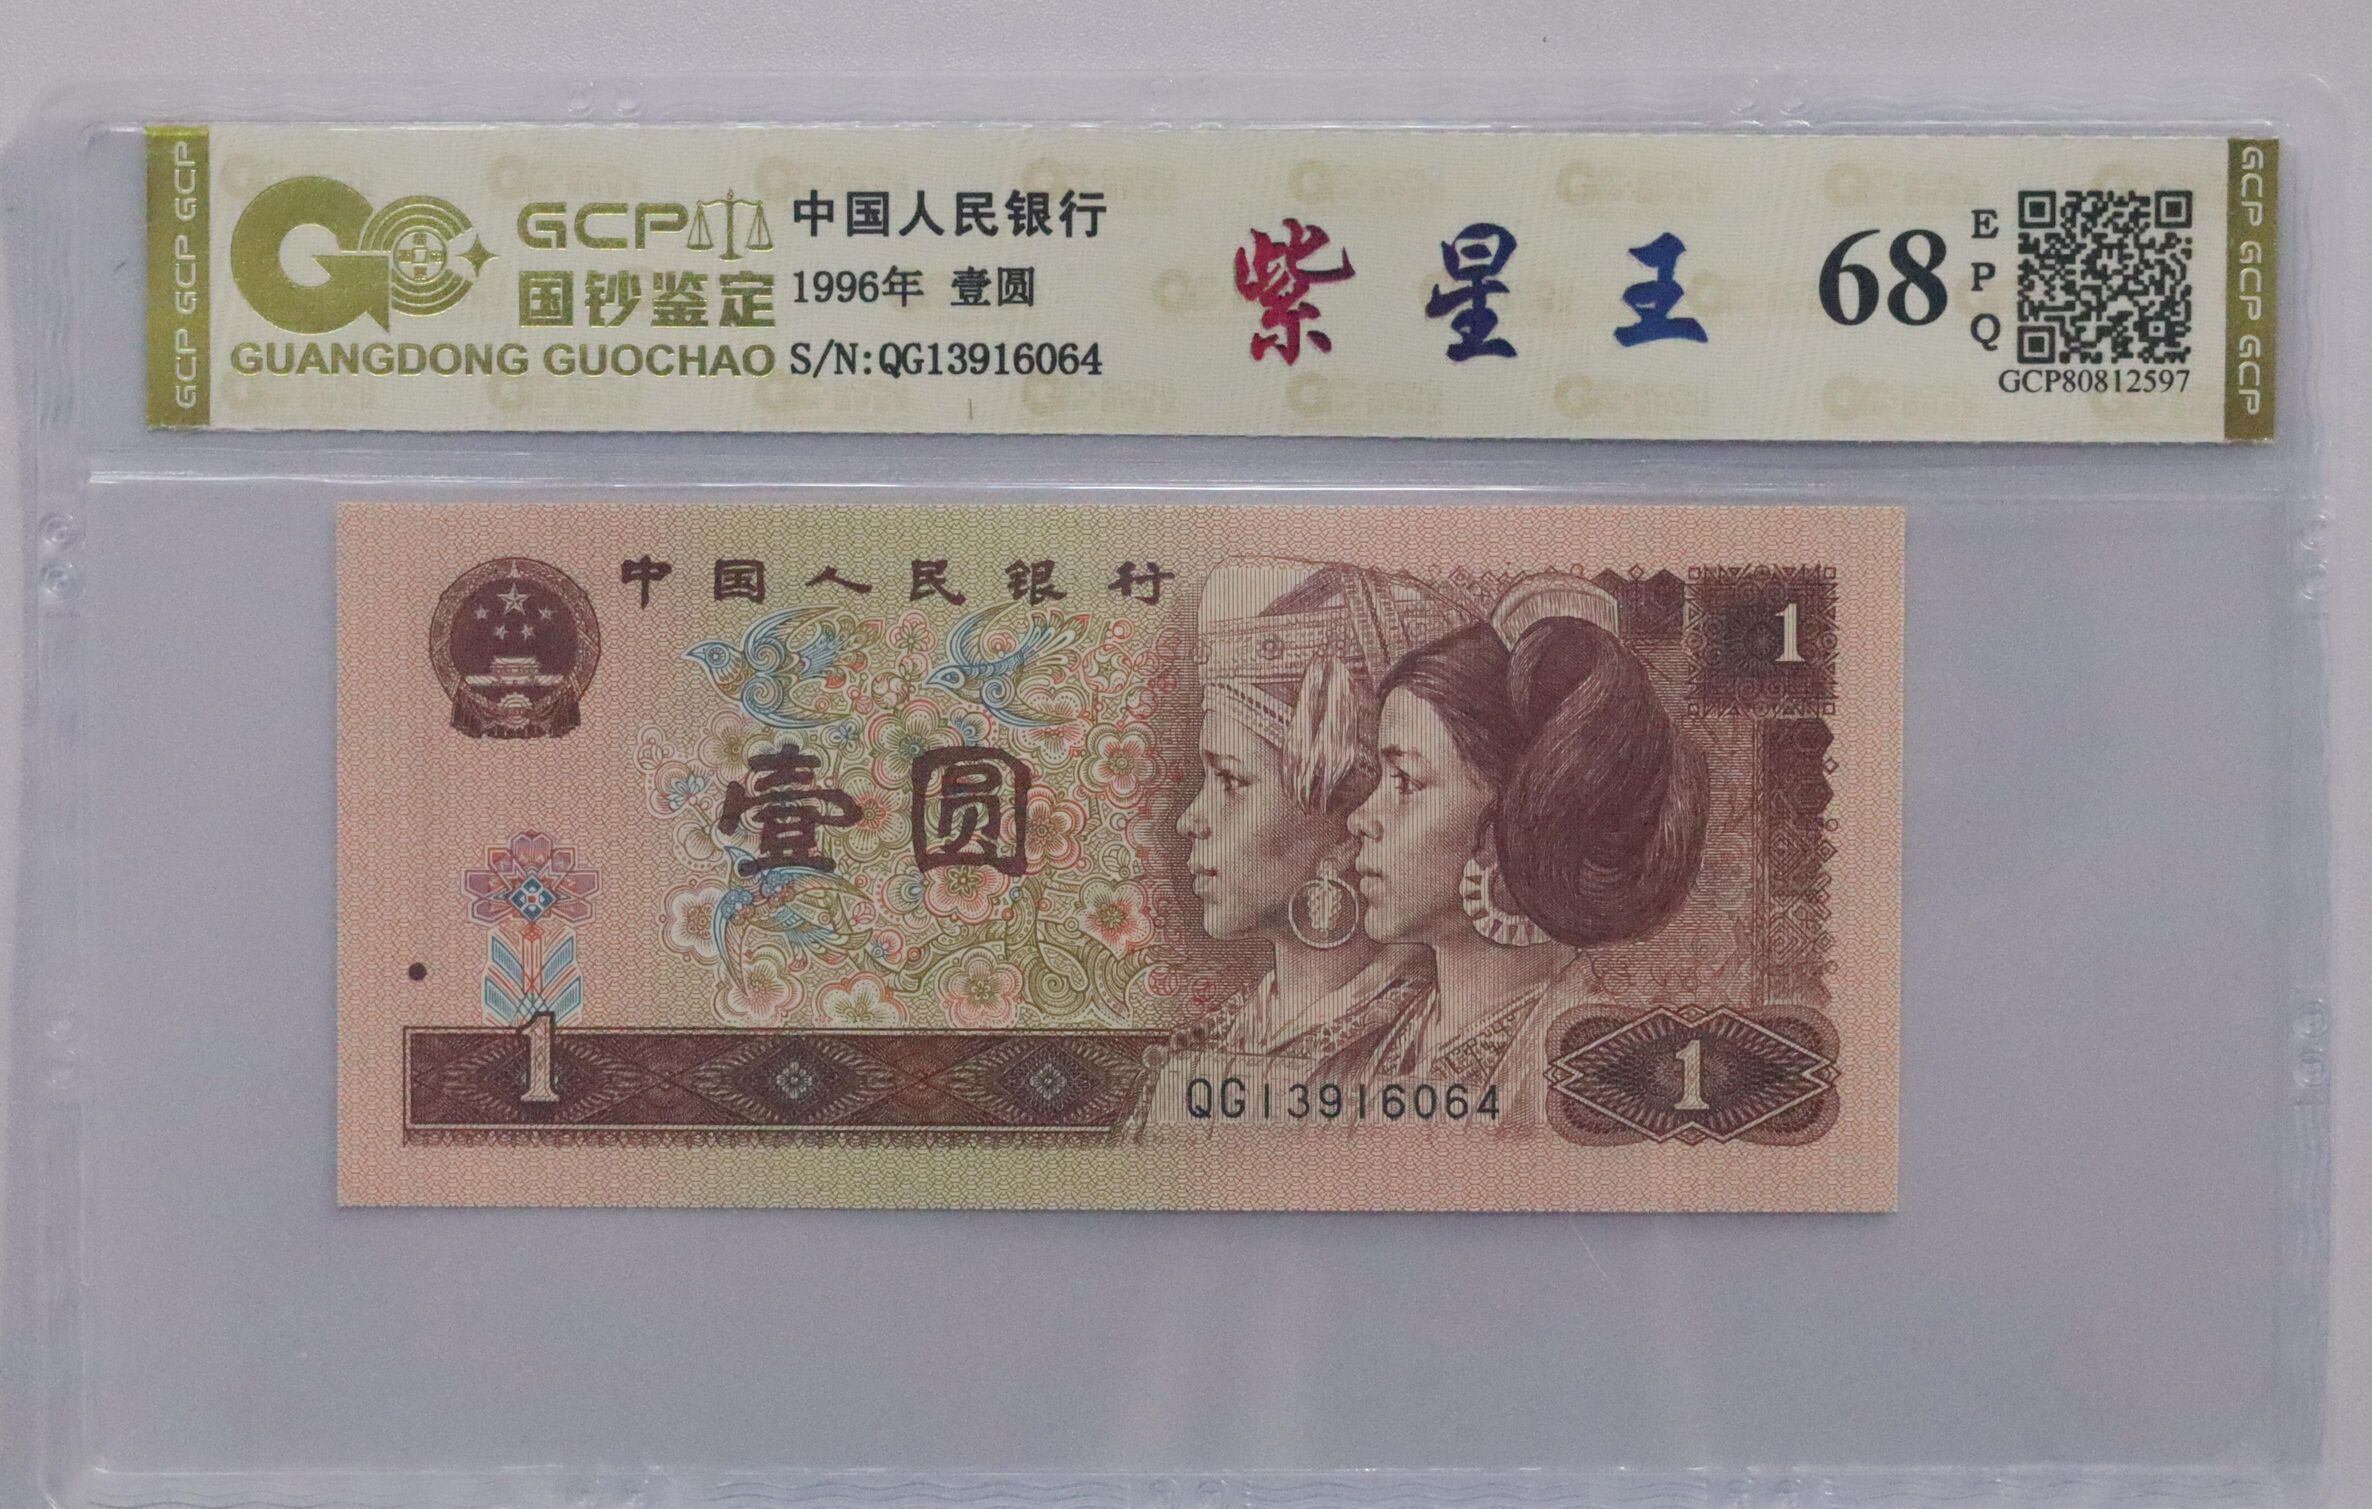 GCP GCP GCP
GCP
国钞鉴定
GUANGDONG GUOCHAO
中国人民银行
1996年 壹圆
S/N:QG13916064
紫星王
68
EPQ
GCP80812597
GCP GCP GCP
中国人民银行
1
壹圆
1
QG13916064
1